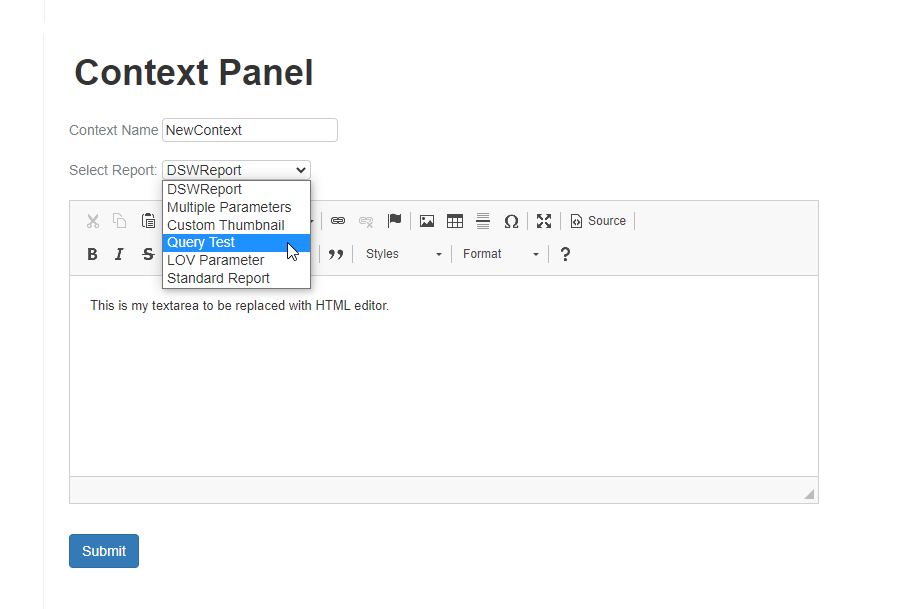 Context Panel
Context Name NewContext
Select Report: DSWReport
DSWReport
Multiple Parameters
Custom Thumbnail
Query Test
LOV Parameter
Standard Report
Ω Source
B I S Styles Format ?
This is my textarea to be replaced with HTML editor.
Submit